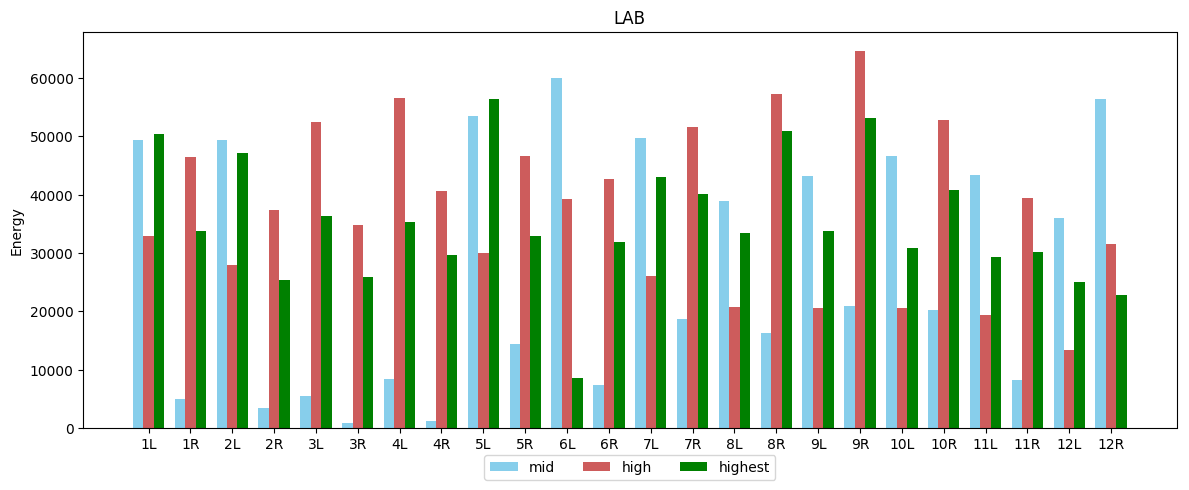 LAB
Energy
60000
50000
40000
30000
20000
10000
0
1L 1R 2L 2R 3L 3R 4L 4R 5L 5R 6L 6R 7L 7R 8L 8R 9L 9R 10L 10R 11L 11R 12L 12R
mid high highest